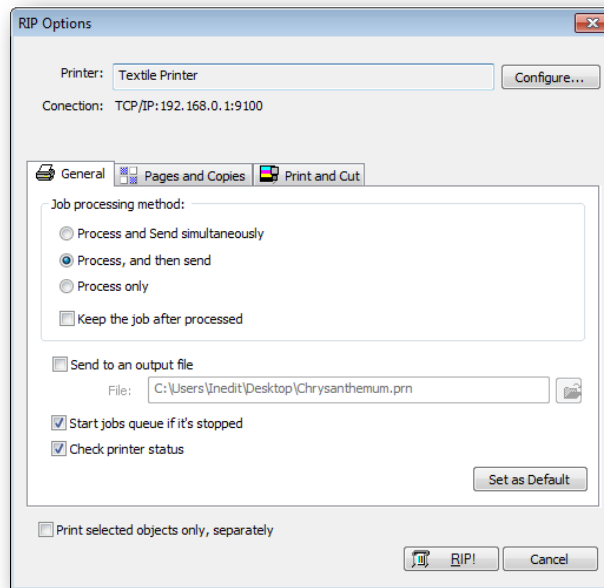 RIP Options
Printer: Textile Printer Configure...
Conection: TCP/IP:192.168.0.1:9100
General Pages and Copies Print and Cut
Job processing method:
Process and Send simultaneously
Process, and then send
Process only
Keep the job after processed
Send to an output file
File: C:\Users\Inedit\Desktop\Chrysanthemum.prn
Start jobs queue if it's stopped
Check printer status
Set as Default
Print selected objects only, separately
RIP! Cancel